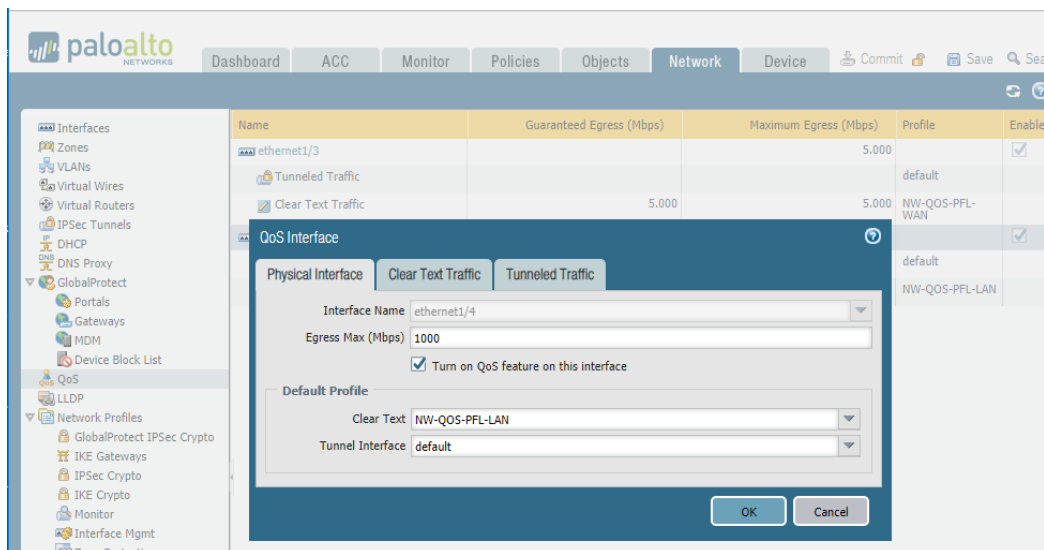 paloalto
NETWORKS
Dashboard ACC Monitor Policies Objects Network Device Commit Save Sea
Interfaces
Zones
VLANs
Virtual Wires
Virtual Routers
IPSec Tunnels
DHCP
DNS Proxy
GlobalProtect
Portals
Gateways
MDM
Device Block List
QoS
LLDP
Network Profiles
GlobalProtect IPSec Crypto
IKE Gateways
IPSec Crypto
IKE Crypto
Monitor
Interface Mgmt
Name Guaranteed Egress (Mbps) Maximum Egress (Mbps) Profile Enable
ethernet1/3 5.000
Tunneled Traffic default
Clear Text Traffic 5.000 5.000 NW-QOS-PFL-
WAN
default
NW-QOS-PFL-LAN
QoS Interface
Physical Interface Clear Text Traffic Tunneled Traffic
Interface Name ethernet1/4
Egress Max (Mbps) 1000
Turn on QoS feature on this interface
Default Profile
Clear Text NW-QOS-PFL-LAN
Tunnel Interface default
OK Cancel